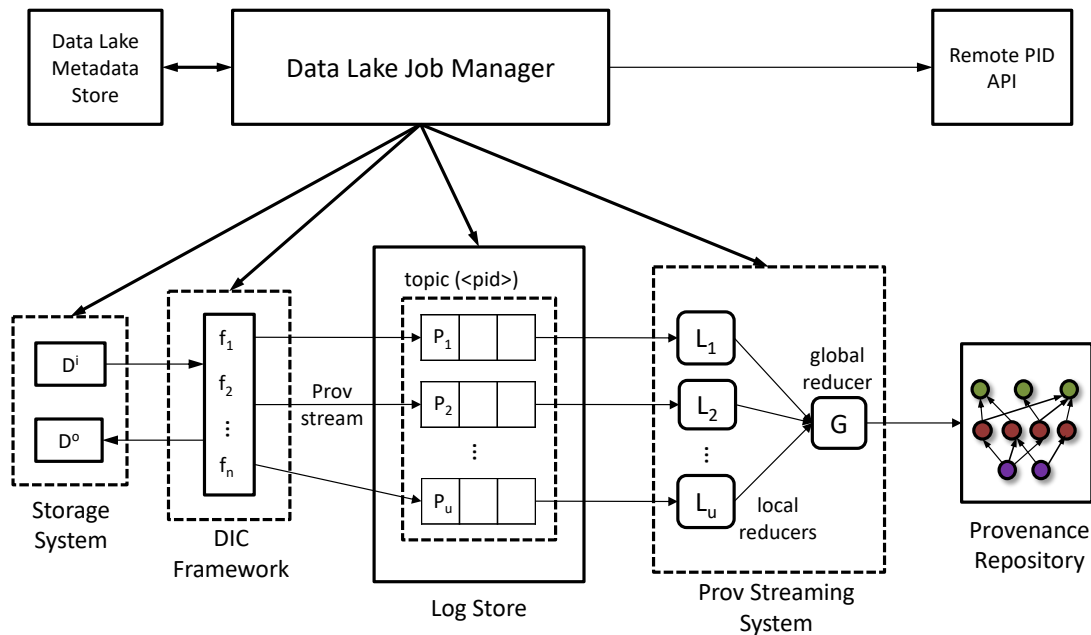 Data Lake
Metadata
Store
Data Lake Job Manager
Remote PID
API
Dⁱ
Dᵒ
Storage
System
f₁
f₂
...
fₙ
DIC
Framework
Prov
stream
topic (<pid>)
P₁
P₂
...
Pᵤ
Log Store
L₁
L₂
...
Lᵤ
global
reducer
G
local
reducers
Prov Streaming
System
Provenance
Repository